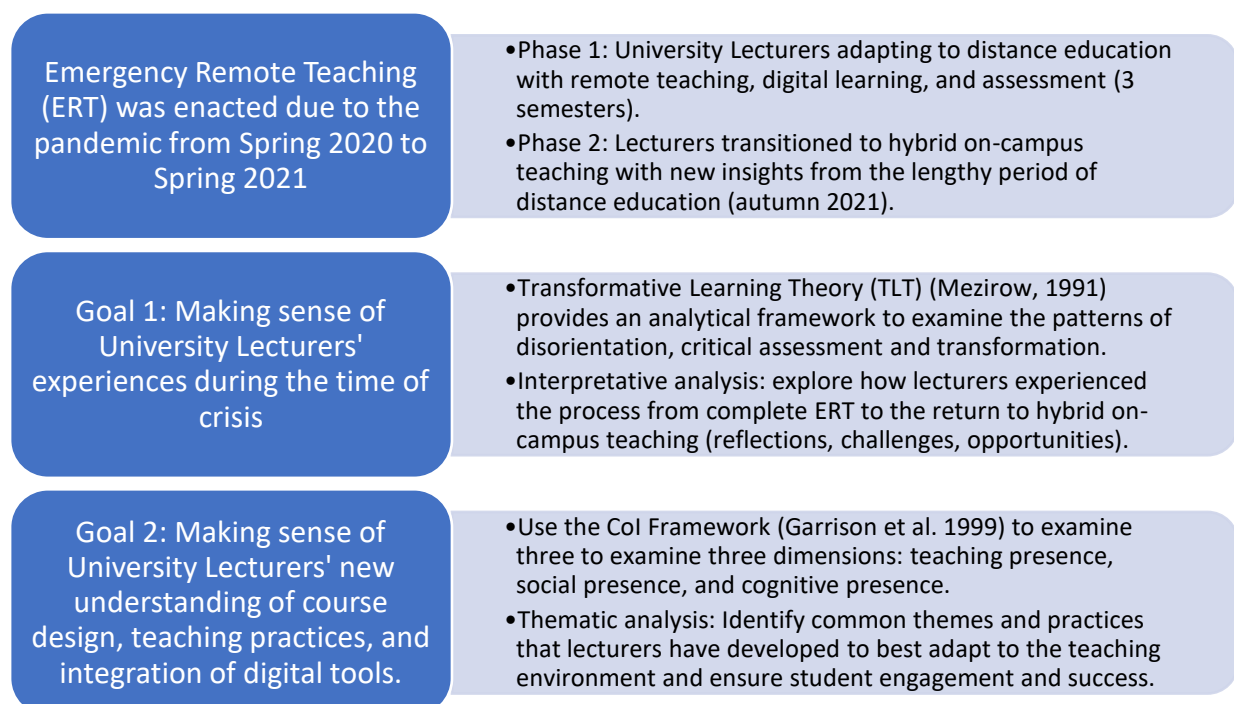 Emergency Remote Teaching
(ERT) was enacted due to the
pandemic from Spring 2020 to
Spring 2021
•Phase 1: University Lecturers adapting to distance education
with remote teaching, digital learning, and assessment (3
semesters).
•Phase 2: Lecturers transitioned to hybrid on-campus
teaching with new insights from the lengthy period of
distance education (autumn 2021).
Goal 1: Making sense of
University Lecturers'
experiences during the time of
crisis
•Transformative Learning Theory (TLT) (Mezirow, 1991)
provides an analytical framework to examine the patterns of
disorientation, critical assessment and transformation.
•Interpretative analysis: explore how lecturers experienced
the process from complete ERT to the return to hybrid on-
campus teaching (reflections, challenges, opportunities).
Goal 2: Making sense of
University Lecturers' new
understanding of course
design, teaching practices, and
integration of digital tools.
•Use the CoI Framework (Garrison et al. 1999) to examine
three to examine three dimensions: teaching presence,
social presence, and cognitive presence.
•Thematic analysis: Identify common themes and practices
that lecturers have developed to best adapt to the teaching
environment and ensure student engagement and success.